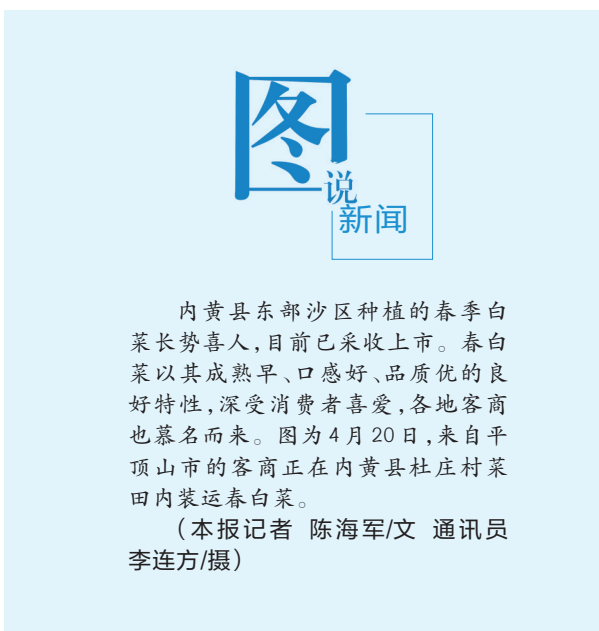 图
说
新闻
内黄县东部沙区种植的春季白
菜长势喜人,目前已采收上市。春白
菜以其成熟早、口感好、品质优的良
好特性,深受消费者喜爱,各地客商
也慕名而来。图为4月20日,来自平
顶山市的客商正在内黄县杜庄村菜
田内装运春白菜。
(本报记者 陈海军/文 通讯员
李连方/摄)